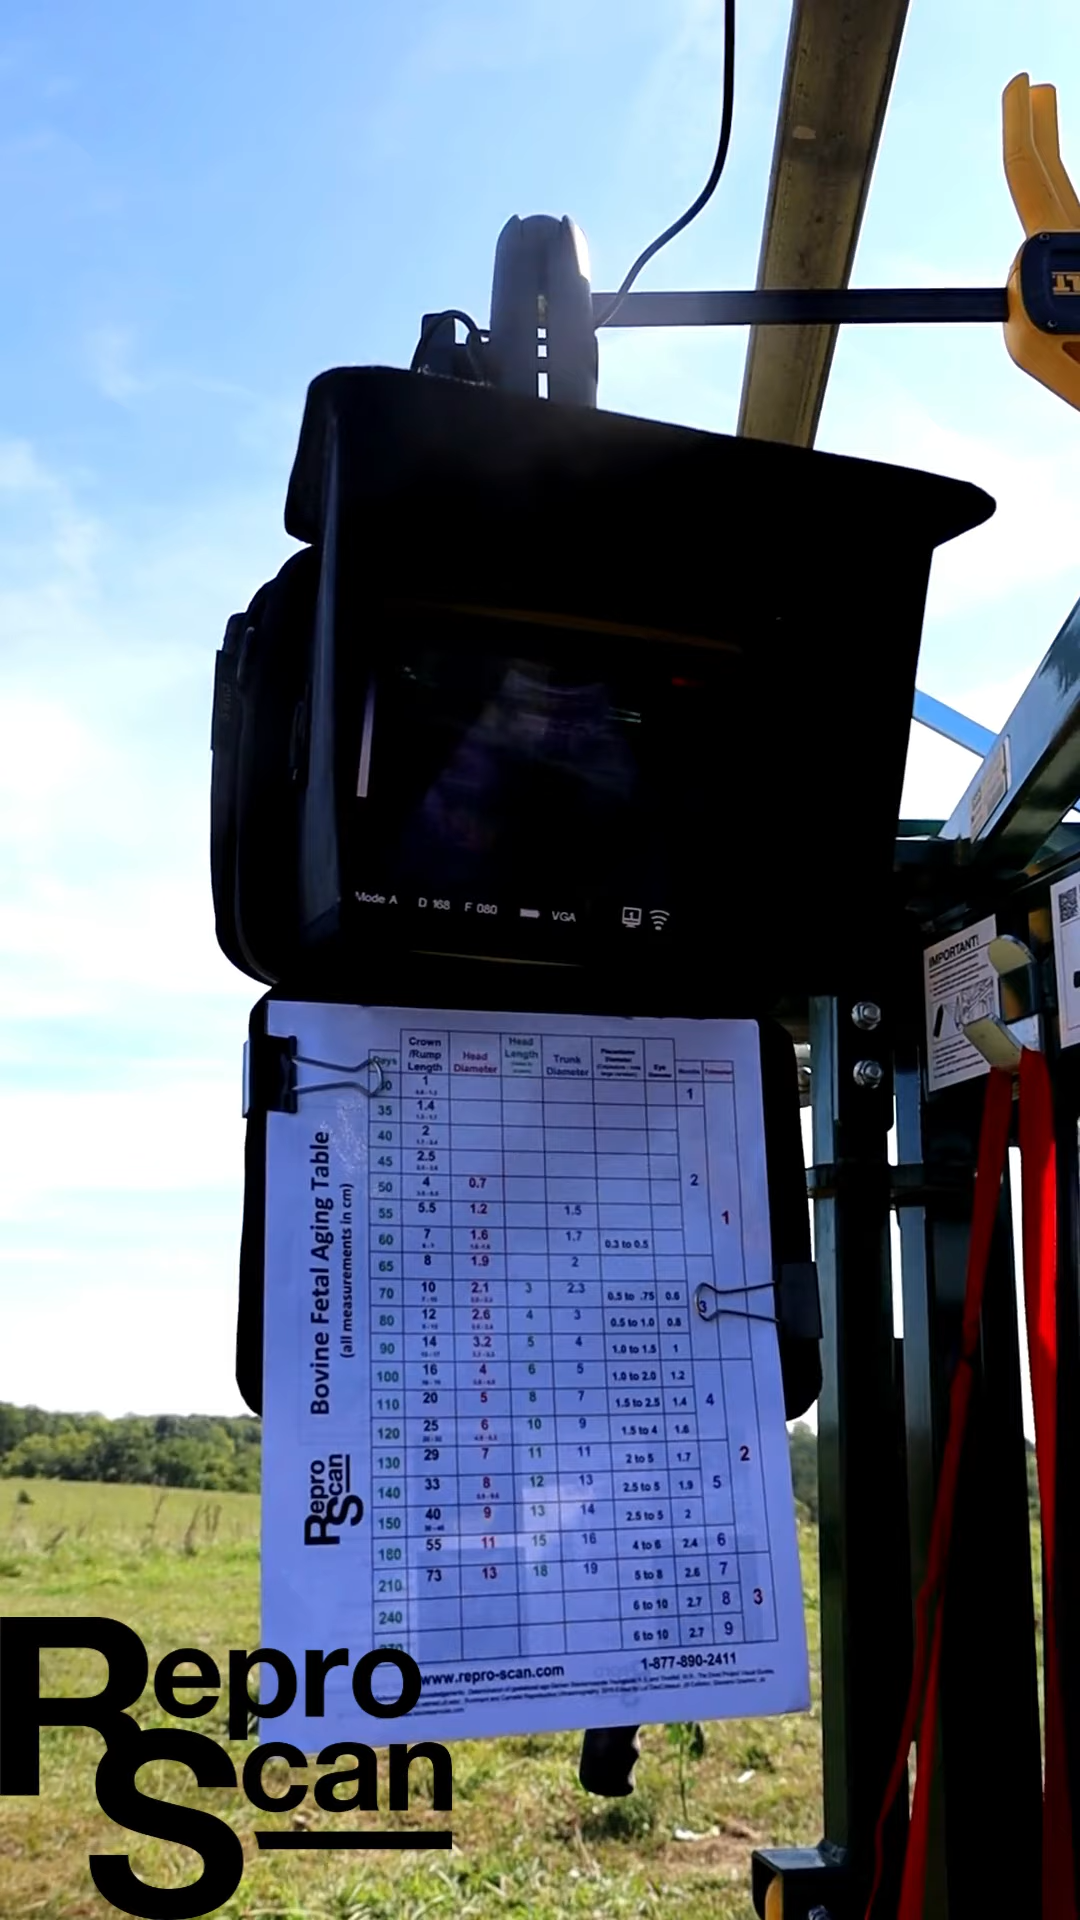 Mode A D 168 F 080 VGA
IMPORTANT!
Bovine Fetal Aging Table
(all measurements in cm)
Repro
Scan
Days Crown /Rump Length Head Diameter Head Length Trunk Diameter Placentome Diameter Eye Diameter Months Trimester
1 1
35 1.4
40 2
45 2.5
50 4 0.7 2
55 5.5 1.2 1.5 1
60 7 1.6 1.7 0.3 to 0.5
65 8 1.9 2
70 10 2.1 3 2.3 0.5 to .75 0.6 3
80 12 2.6 4 3 0.5 to 1.0 0.8
90 14 3.2 5 4 1.0 to 1.5 1
100 16 4 6 5 1.0 to 2.0 1.2
110 20 5 8 7 1.5 to 2.5 1.4 4
120 25 6 10 9 1.5 to 4 1.6
130 29 7 11 11 2 to 5 1.7 2
140 33 8 12 13 2.5 to 5 1.9 5
150 40 9 13 14 2.5 to 5 2
180 55 11 15 16 4 to 6 2.4 6
210 73 13 18 19 5 to 8 2.6 7
240 6 to 10 2.7 8 3
270 6 to 10 2.7 9
www.repro-scan.com 1-877-890-2411
Repro
Scan